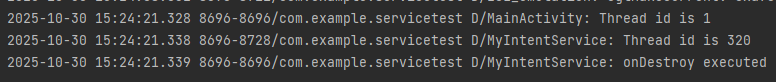 2025-10-30 15:24:21.328 8696-8696/com.example.servicetest D/MainActivity: Thread id is 1
2025-10-30 15:24:21.338 8696-8728/com.example.servicetest D/MyIntentService: Thread id is 320
2025-10-30 15:24:21.339 8696-8696/com.example.servicetest D/MyIntentService: onDestroy executed